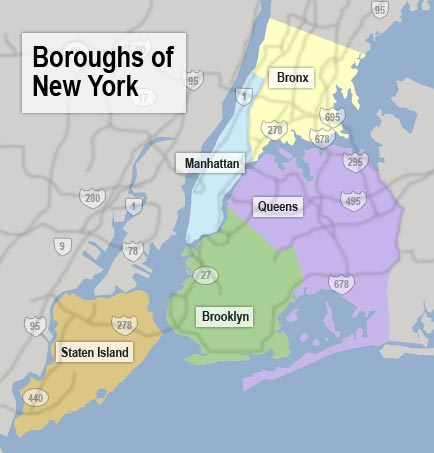 Boroughs of
New York
95
95
17
1
Bronx
695
278
678
Manhattan
295
280
1
Queens
495
9
78
27
678
Brooklyn
95
278
Staten Island
440